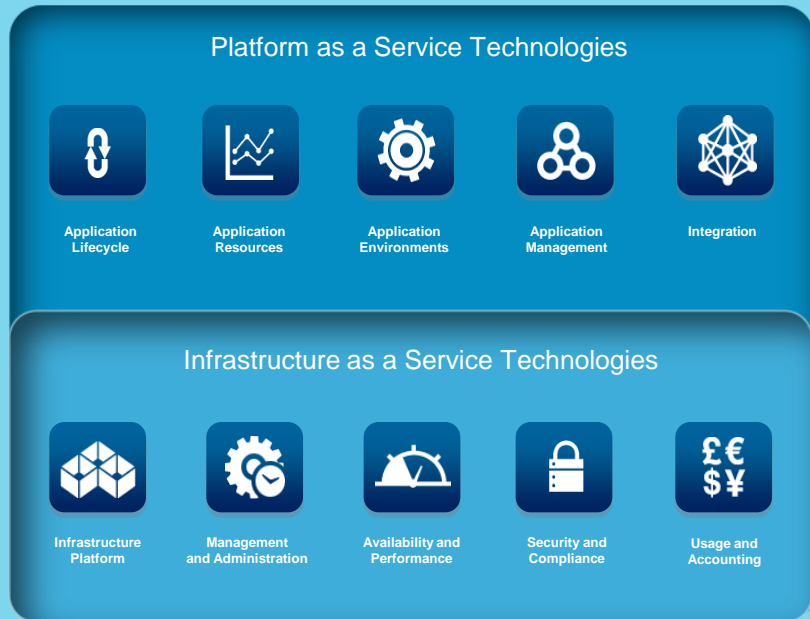 Platform as a Service Technologies
Application
Lifecycle
Application
Resources
Application
Environments
Application
Management
Integration
Infrastructure as a Service Technologies
£€
$¥
Infrastructure
Platform
Management
and Administration
Availability and
Performance
Security and
Compliance
Usage and
Accounting